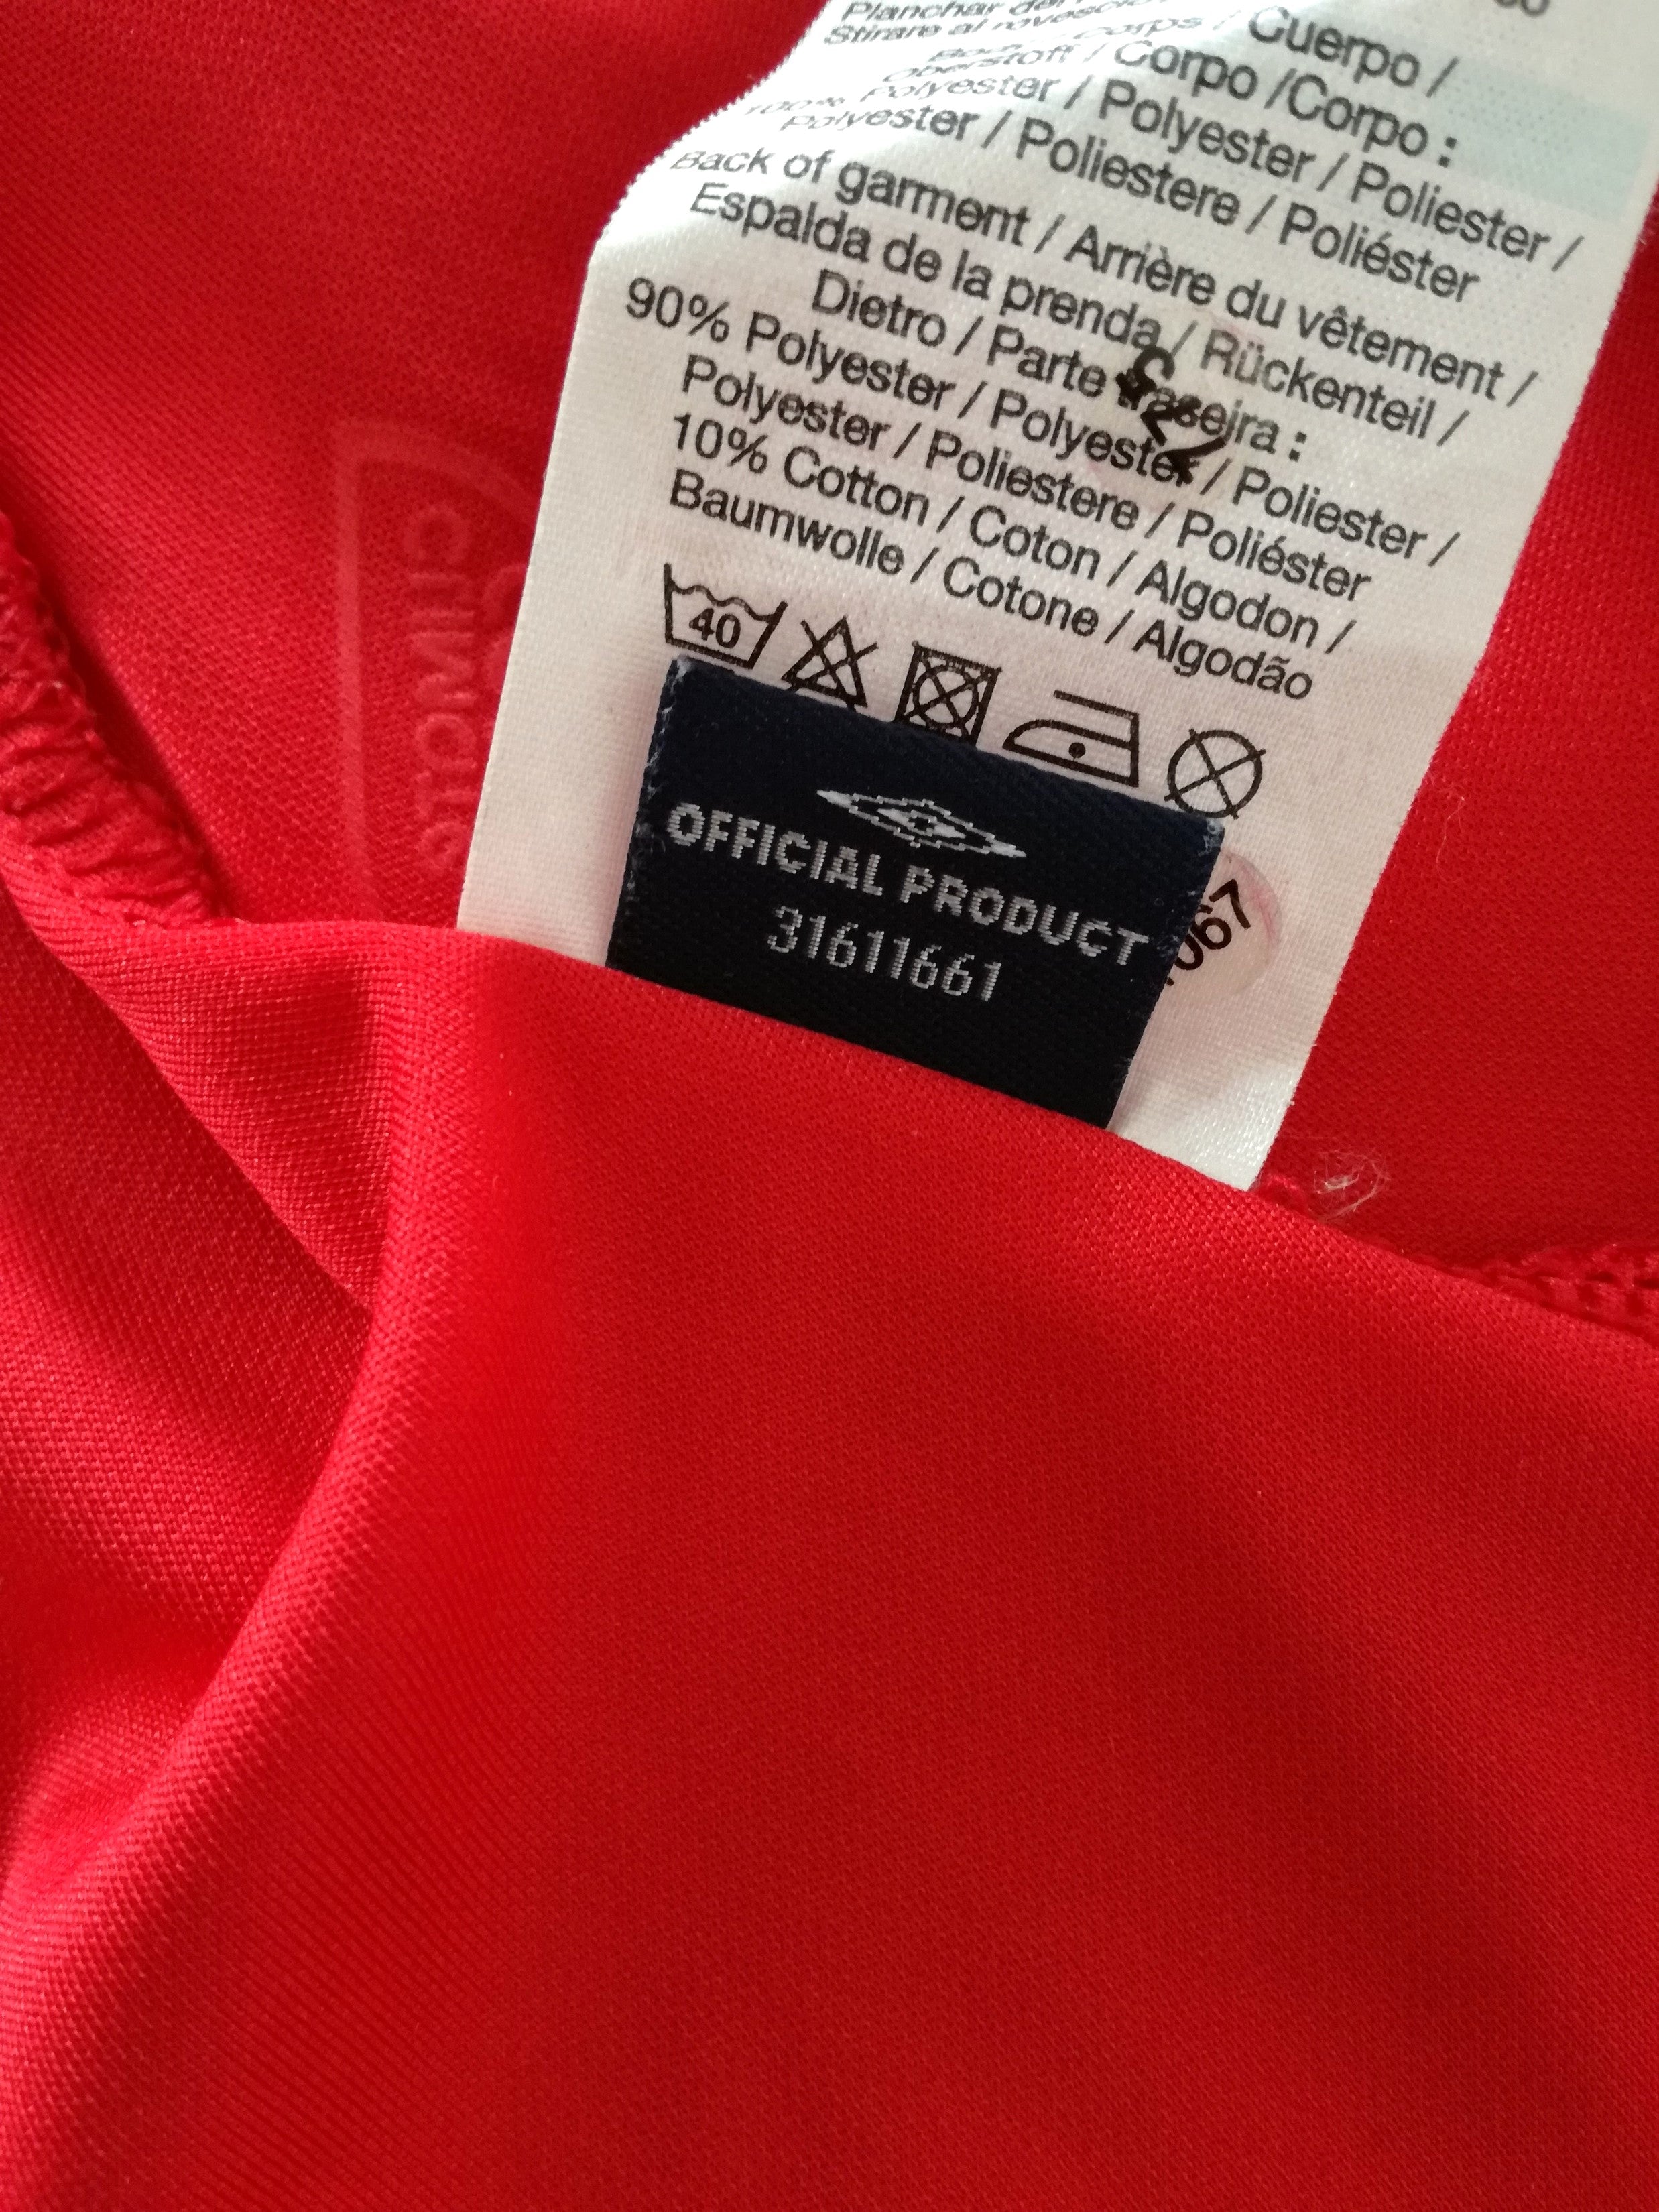 Planchar del
Stirare al rovescio
Corps / Cuerpo /
Oberstoff / Corpo /Corpo :
100% Polyester / Polyester / Poliester /
Polyester / Poliestere / Poliéster
Back of garment / Arrière du vêtement /
Espalda de la prenda / Rückenteil /
Dietro / Parte traseira :
90% Polyester / Polyester / Poliester /
Polyester / Poliestere / Poliéster
10% Cotton / Coton / Algodon /
Baumwolle / Cotone / Algodão
40
OFFICIAL PRODUCT
31611661
067